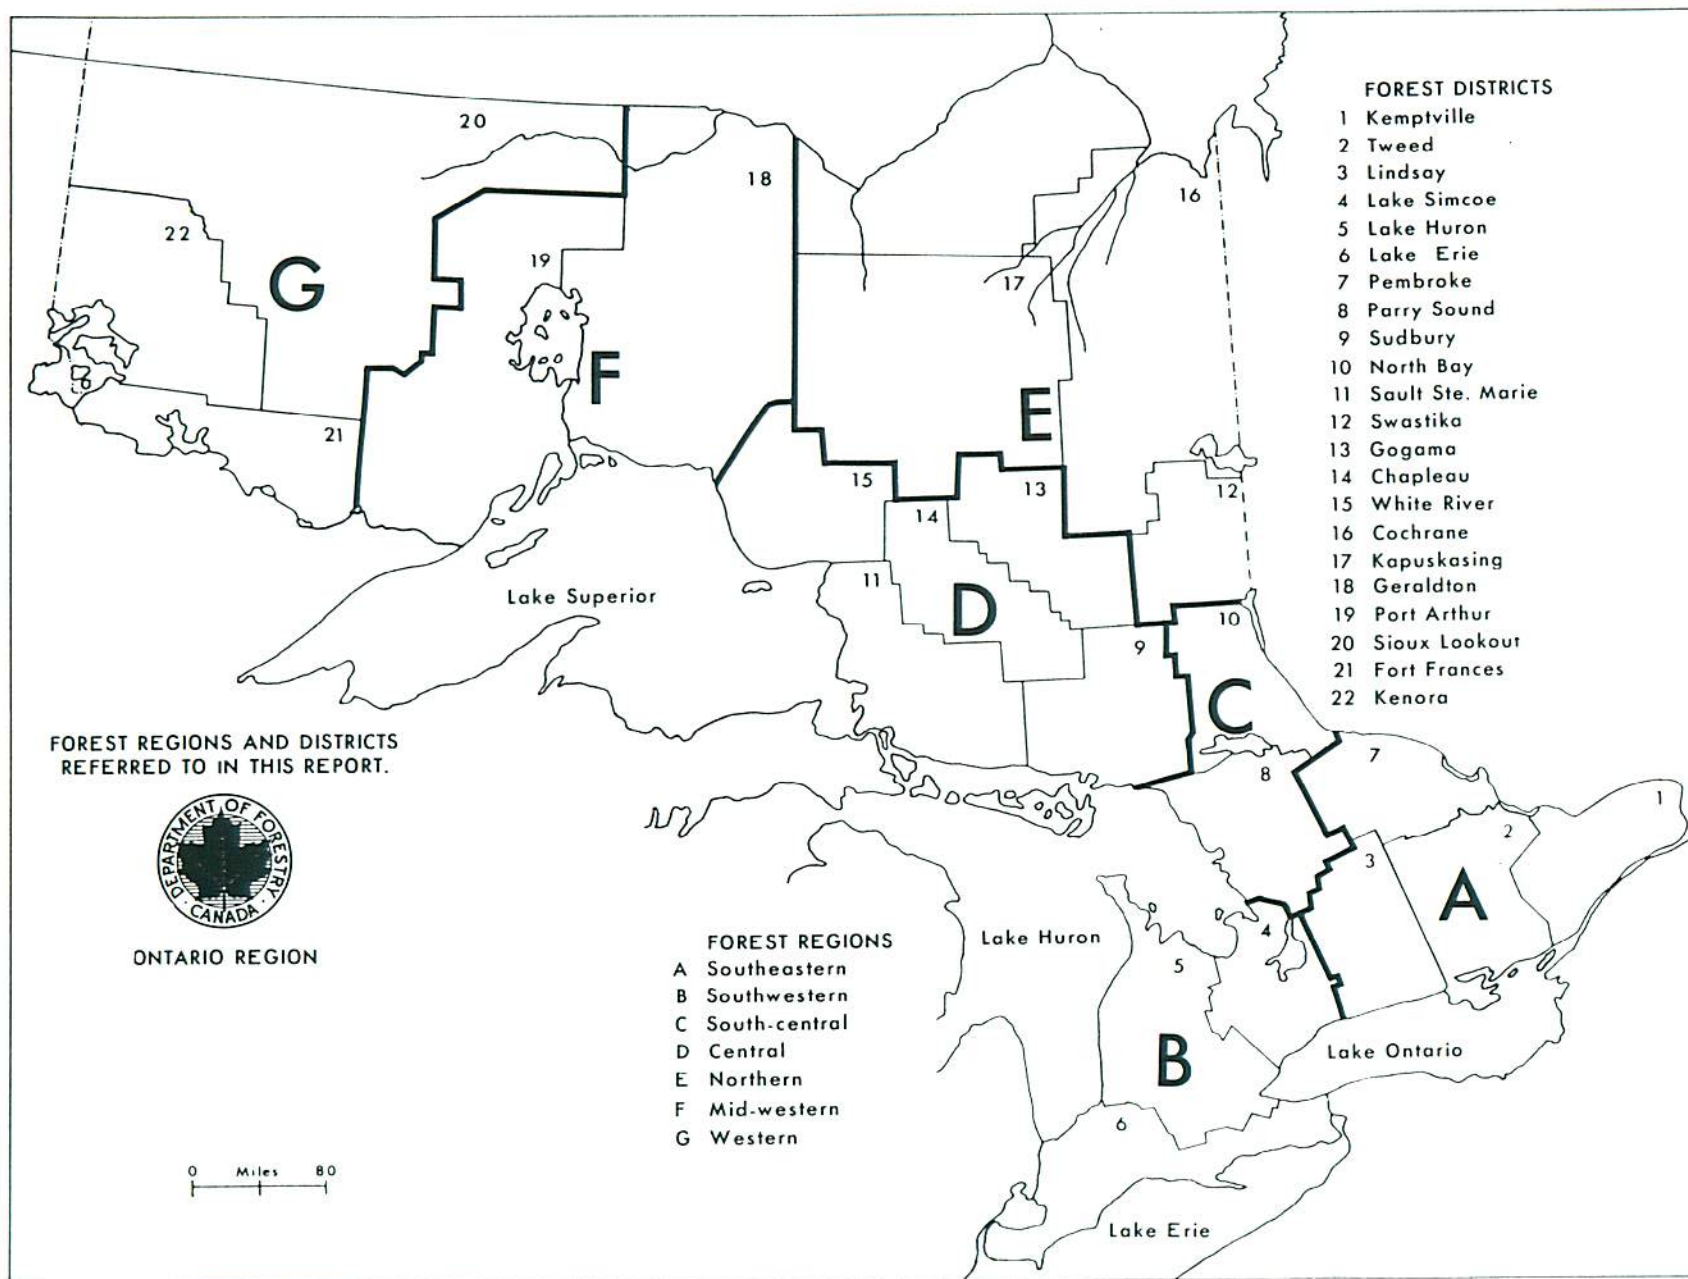 20
18
16
22
G
19
17
F
E
21
15
13
12
14
11
D
10
9
C
8
7
1
2
3
A
4
5
B
6
Lake Superior
Lake Huron
Lake Ontario
Lake Erie
FOREST DISTRICTS
1 Kemptville
2 Tweed
3 Lindsay
4 Lake Simcoe
5 Lake Huron
6 Lake Erie
7 Pembroke
8 Parry Sound
9 Sudbury
10 North Bay
11 Sault Ste. Marie
12 Swastika
13 Gogama
14 Chapleau
15 White River
16 Cochrane
17 Kapuskasing
18 Geraldton
19 Port Arthur
20 Sioux Lookout
21 Fort Frances
22 Kenora
FOREST REGIONS AND DISTRICTS
REFERRED TO IN THIS REPORT.
DEPARTMENT OF FORESTRY
· CANADA ·
ONTARIO REGION
FOREST REGIONS
A Southeastern
B Southwestern
C South-central
D Central
E Northern
F Mid-western
G Western
0 Miles 80